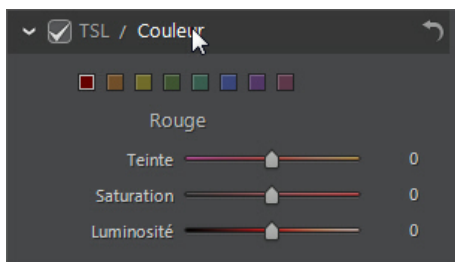 TSL / Couleur
Rouge
Teinte 0
Saturation 0
Luminosité 0